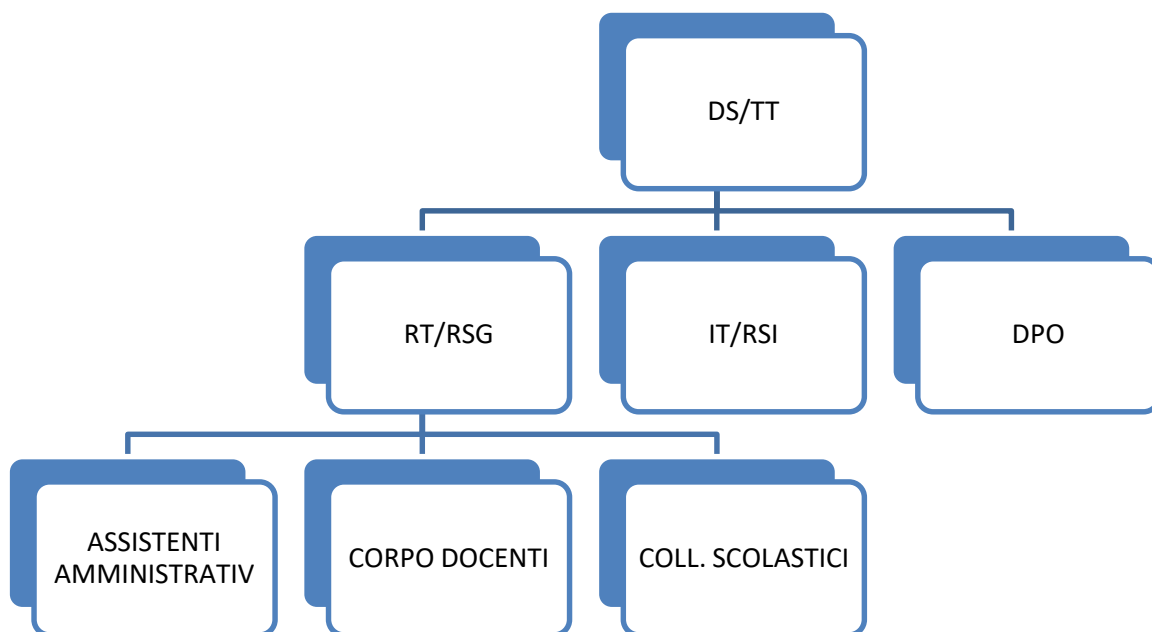 DS/TT
RT/RSG
IT/RSI
DPO
ASSISTENTI
AMMINISTRATIV
CORPO DOCENTI
COLL. SCOLASTICI